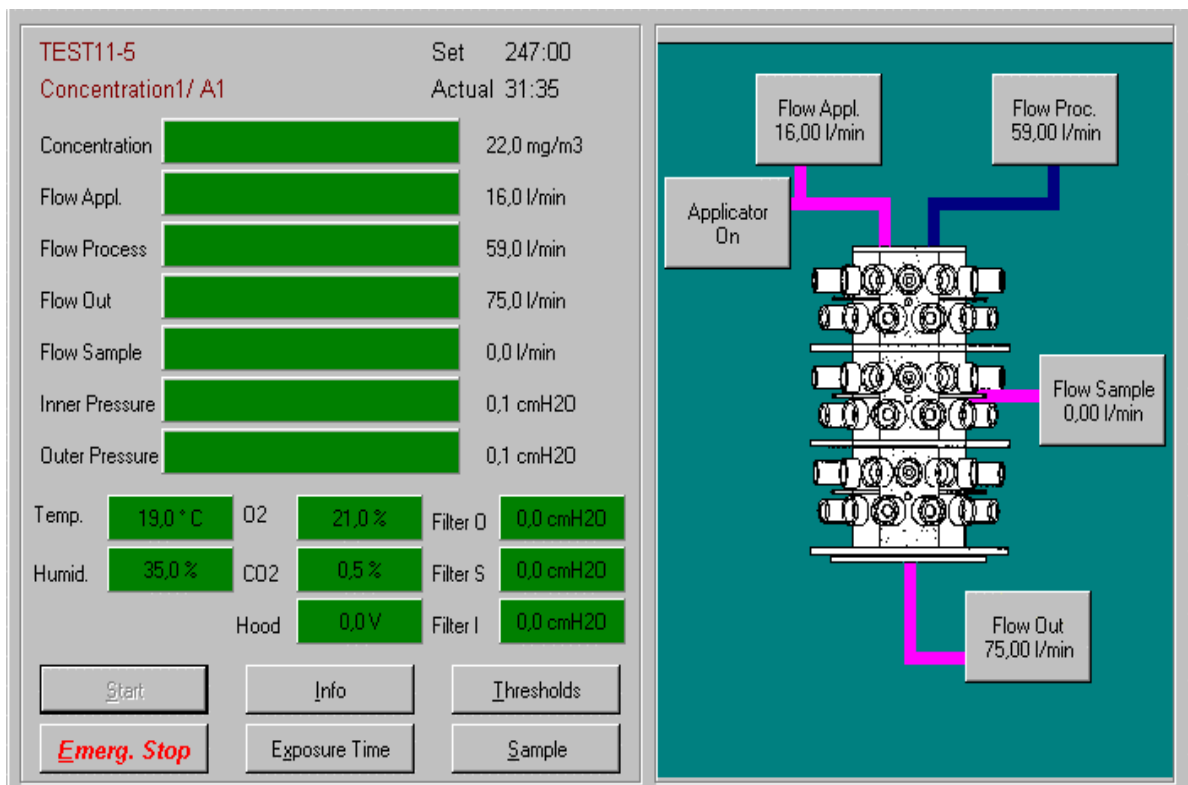 TEST11-5 Set 247:00
Concentration1/ A1 Actual 31:35
Concentration 22,0 mg/m3
Flow Appl. 16,0 l/min
Flow Process 59,0 l/min
Flow Out 75,0 l/min
Flow Sample 0,0 l/min
Inner Pressure 0,1 cmH2O
Outer Pressure 0,1 cmH2O
Temp. 19,0 ° C O2 21,0 % Filter O 0,0 cmH2O
Humid. 35,0 % CO2 0,5 % Filter S 0,0 cmH2O
Hood 0,0 V Filter I 0,0 cmH2O
Start Info Thresholds
Emerg. Stop Exposure Time Sample
Flow Appl.
16,00 l/min
Flow Proc.
59,00 l/min
Applicator
On
Flow Sample
0,00 l/min
Flow Out
75,00 l/min